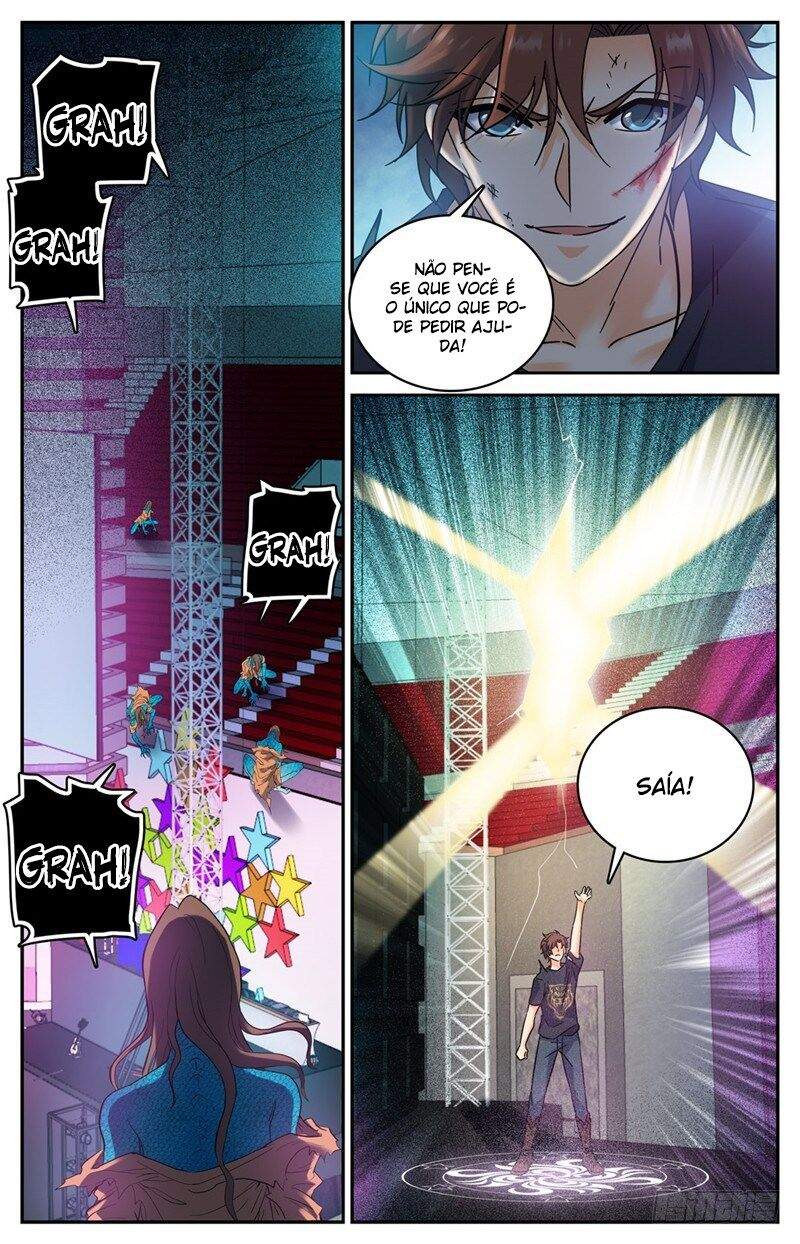 GRAH!
GRAH!
GRAH!
GRAH!
NÃO PEN-
SE QUE VOCÊ É
O ÚNICO QUE PO-
DE PEDIR AJU-
DA!
SAÍA!